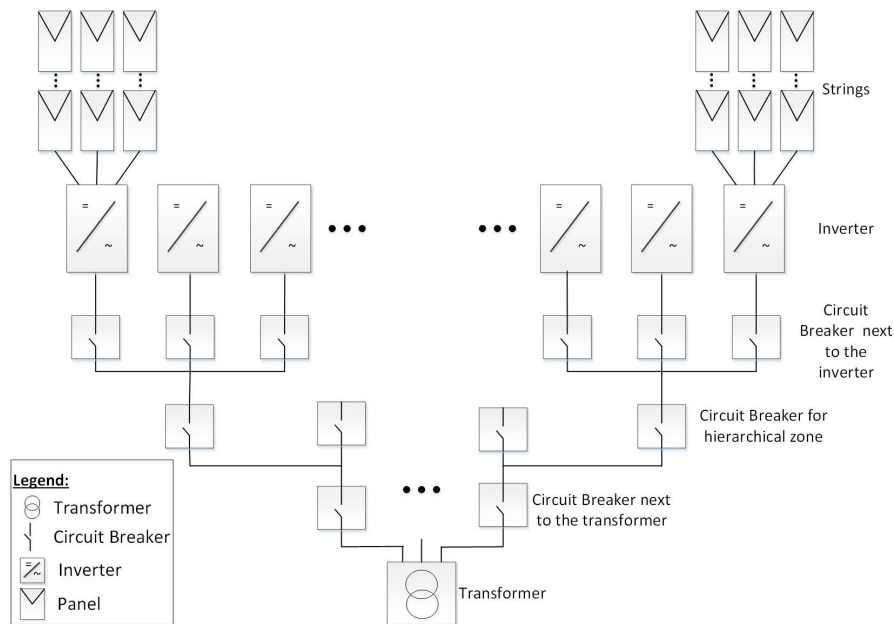 Strings
Inverter
Circuit
Breaker next
to the
inverter
Circuit Breaker for
hierarchical zone
Legend:
Transformer
Circuit Breaker
Inverter
Panel
Circuit Breaker next
to the transformer
Transformer